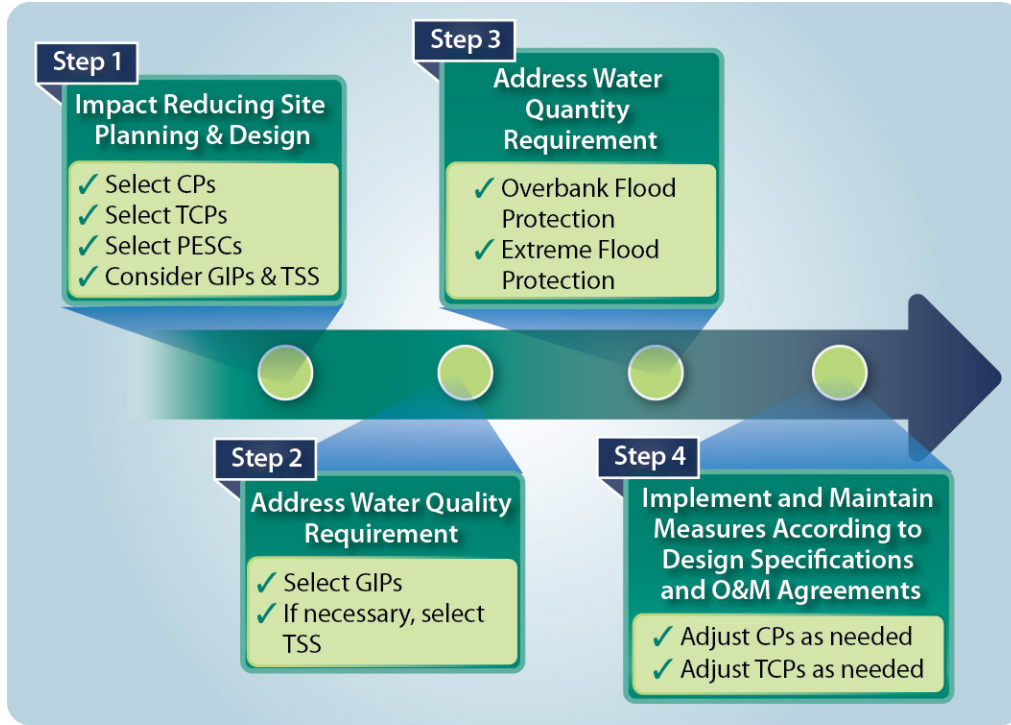 Step 1
Impact Reducing Site
Planning & Design
✓ Select CPs
✓ Select TCPs
✓ Select PESCs
✓ Consider GIPs & TSS
Step 2
Address Water Quality
Requirement
✓ Select GIPs
✓ If necessary, select
TSS
Step 3
Address Water
Quantity
Requirement
✓ Overbank Flood
Protection
✓ Extreme Flood
Protection
Step 4
Implement and Maintain
Measures According to
Design Specifications
and O&M Agreements
✓ Adjust CPs as needed
✓ Adjust TCPs as needed